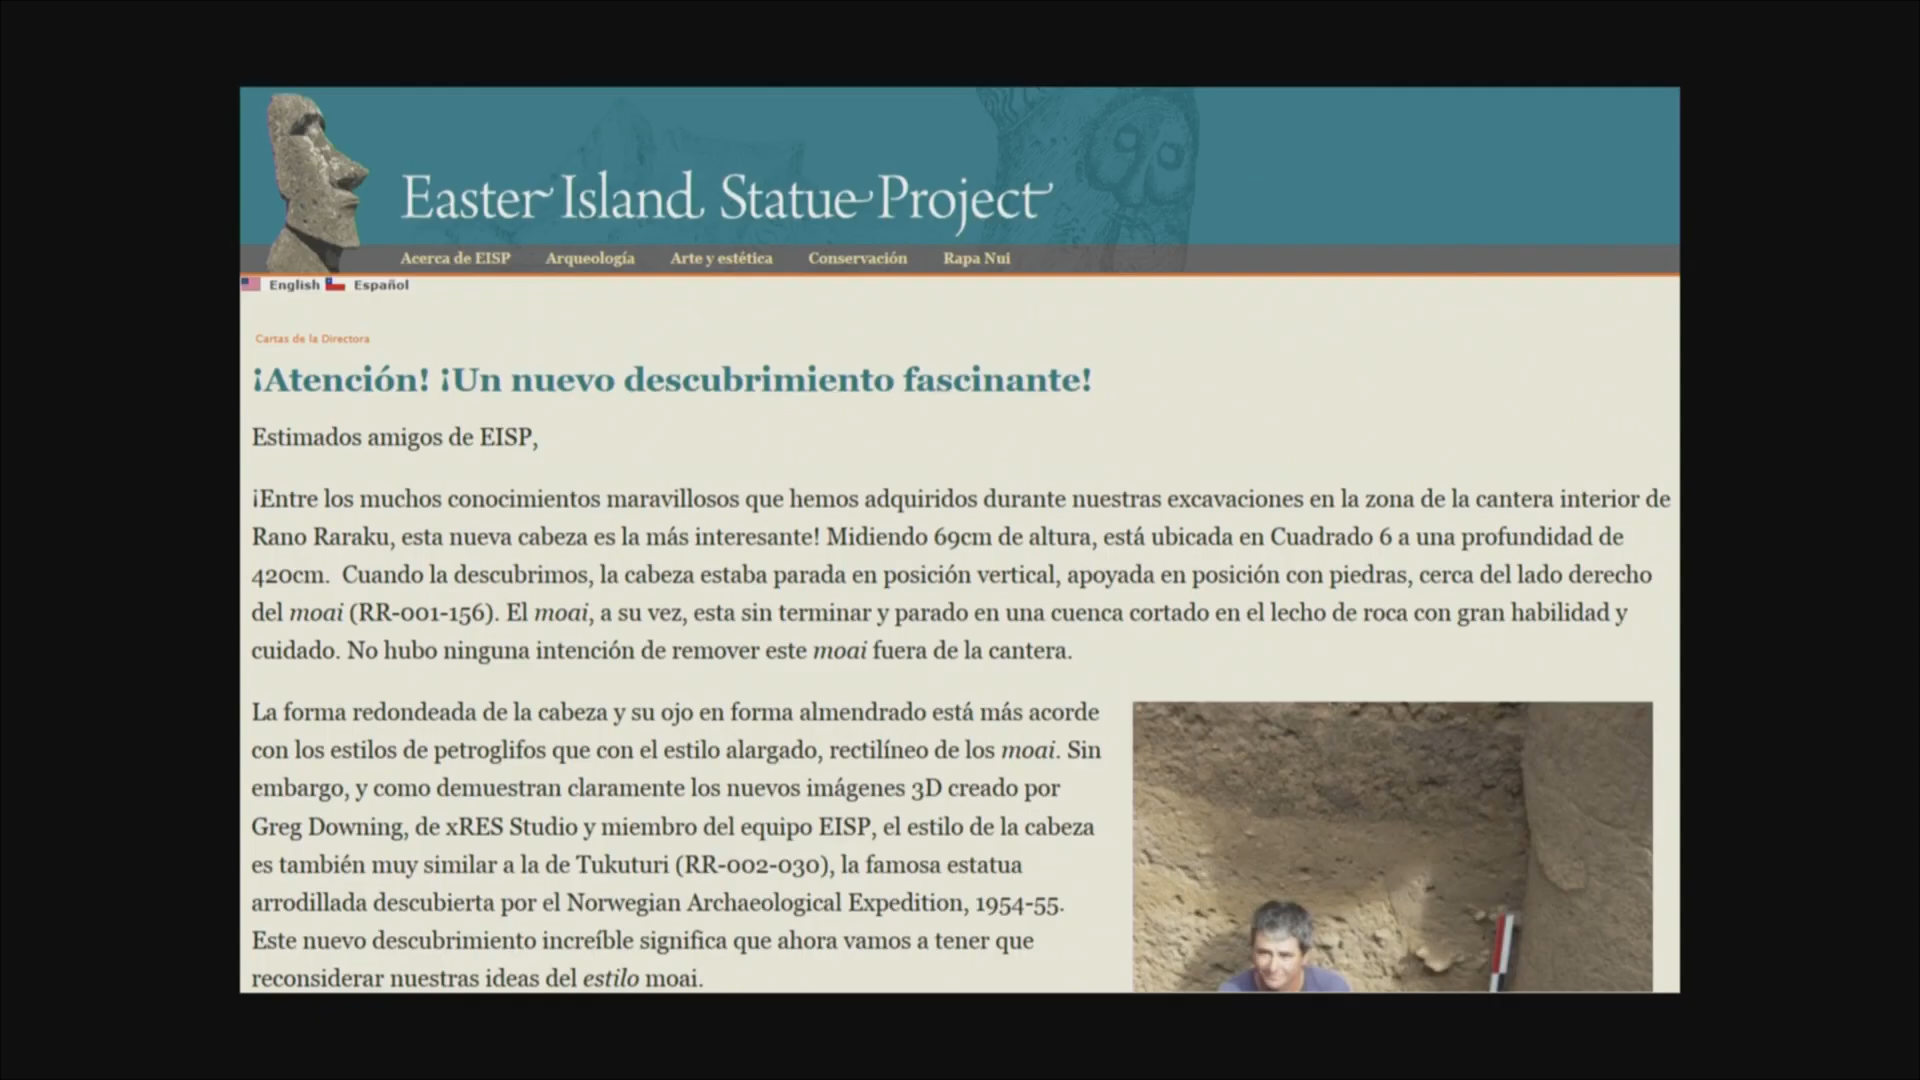 Easter Island Statue Project
Acerca de EISP Arqueología Arte y estética Conservación Rapa Nui
English Español
Cartas de la Directora
¡Atención! ¡Un nuevo descubrimiento fascinante!
Estimados amigos de EISP,
¡Entre los muchos conocimientos maravillosos que hemos adquiridos durante nuestras excavaciones en la zona de la cantera interior de
Rano Raraku, esta nueva cabeza es la más interesante! Midiendo 69cm de altura, está ubicada en Cuadrado 6 a una profundidad de
420cm. Cuando la descubrimos, la cabeza estaba parada en posición vertical, apoyada en posición con piedras, cerca del lado derecho
del moai (RR-001-156). El moai, a su vez, esta sin terminar y parado en una cuenca cortado en el lecho de roca con gran habilidad y
cuidado. No hubo ninguna intención de remover este moai fuera de la cantera.
La forma redondeada de la cabeza y su ojo en forma almendrado está más acorde
con los estilos de petroglifos que con el estilo alargado, rectilíneo de los moai. Sin
embargo, y como demuestran claramente los nuevos imágenes 3D creado por
Greg Downing, de xRES Studio y miembro del equipo EISP, el estilo de la cabeza
es también muy similar a la de Tukuturi (RR-002-030), la famosa estatua
arrodillada descubierta por el Norwegian Archaeological Expedition, 1954-55.
Este nuevo descubrimiento increíble significa que ahora vamos a tener que
reconsiderar nuestras ideas del estilo moai.